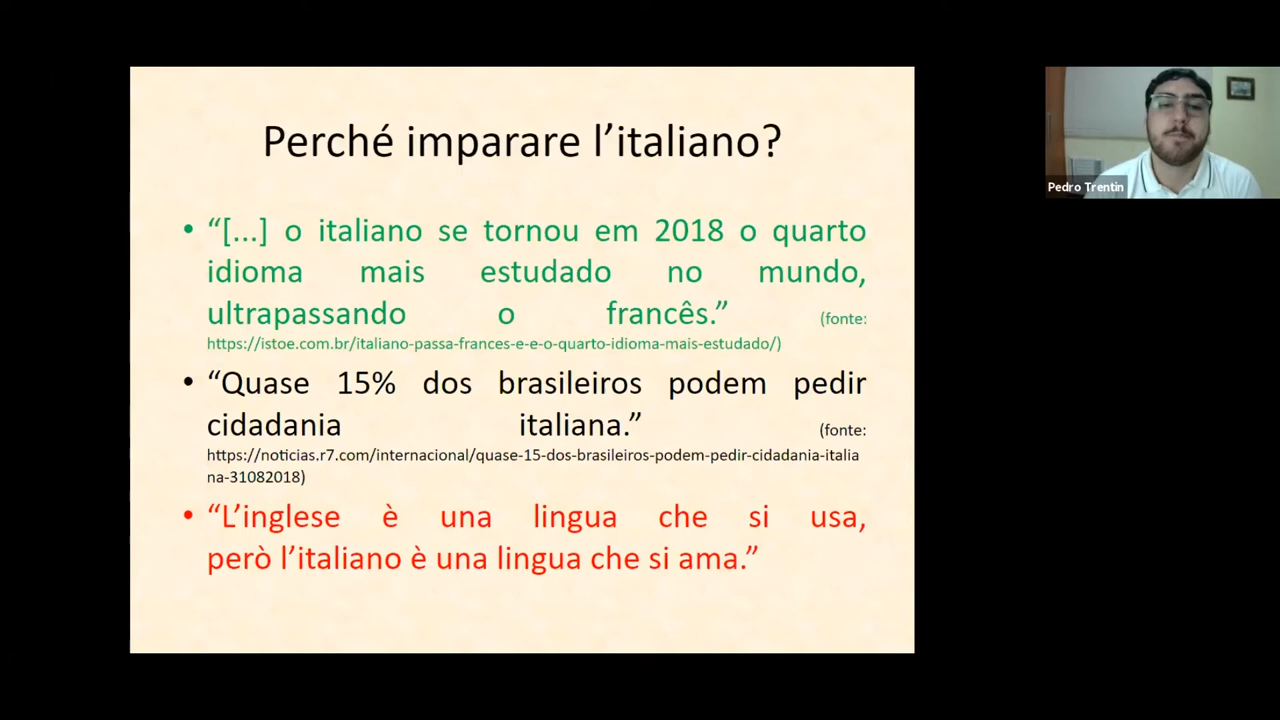 Perché imparare l’italiano?
• “[...] o italiano se tornou em 2018 o quarto
idioma mais estudado no mundo,
ultrapassando o francês.” (fonte:
https://istoe.com.br/italiano-passa-frances-e-e-o-quarto-idioma-mais-estudado/)
• “Quase 15% dos brasileiros podem pedir
cidadania italiana.” (fonte:
https://noticias.r7.com/internacional/quase-15-dos-brasileiros-podem-pedir-cidadania-italia
na-31082018)
• “L’inglese è una lingua che si usa,
però l’italiano è una lingua che si ama.”
Pedro Trentin